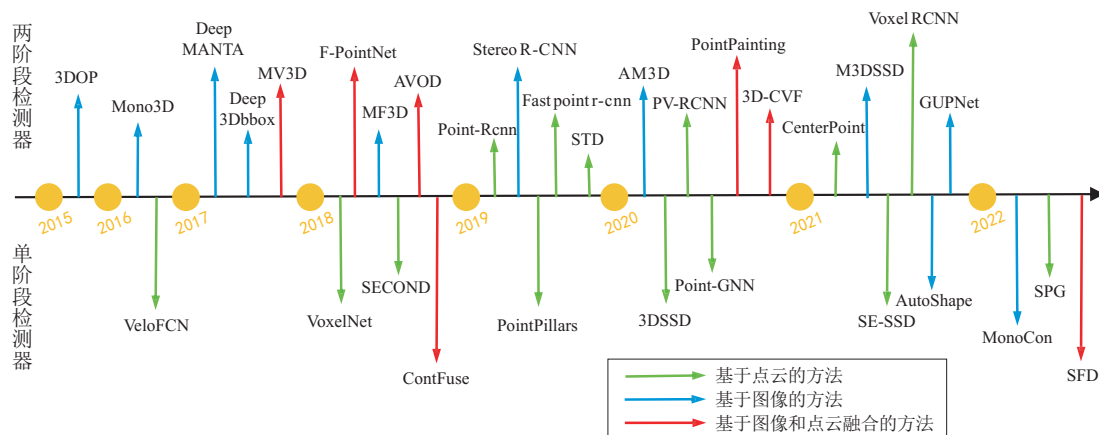 两阶段检测器
3DOP
Mono3D
Deep
MANTA
Deep
3Dbbox
MV3D
F-PointNet
MF3D
AVOD
Point-Rcnn
Stereo R-CNN
Fast point r-cnn
STD
AM3D
PV-RCNN
PointPainting
3D-CVF
CenterPoint
M3DSSD
Voxel RCNN
GUPNet
2015
2016
2017
2018
2019
2020
2021
2022
单阶段检测器
VeloFCN
VoxelNet
SECOND
ContFuse
PointPillars
3DSSD
Point-GNN
SE-SSD
AutoShape
MonoCon
SPG
SFD
基于点云的方法
基于图像的方法
基于图像和点云融合的方法